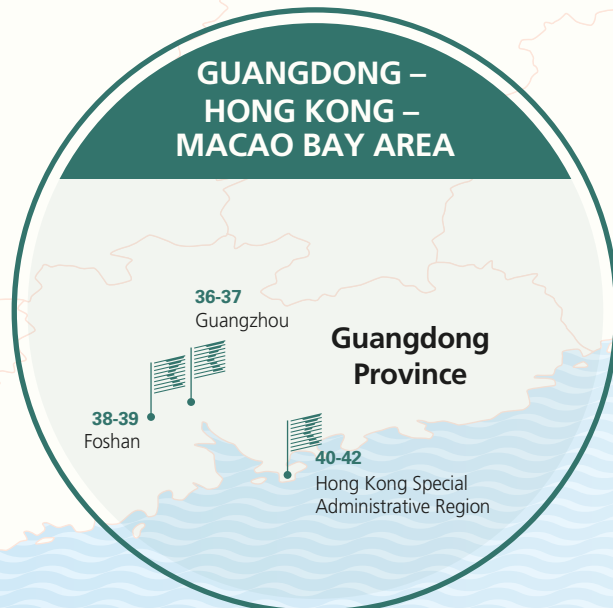 GUANGDONG –
HONG KONG –
MACAO BAY AREA
36-37
Guangzhou
Guangdong
Province
38-39
Foshan
40-42
Hong Kong Special
Administrative Region